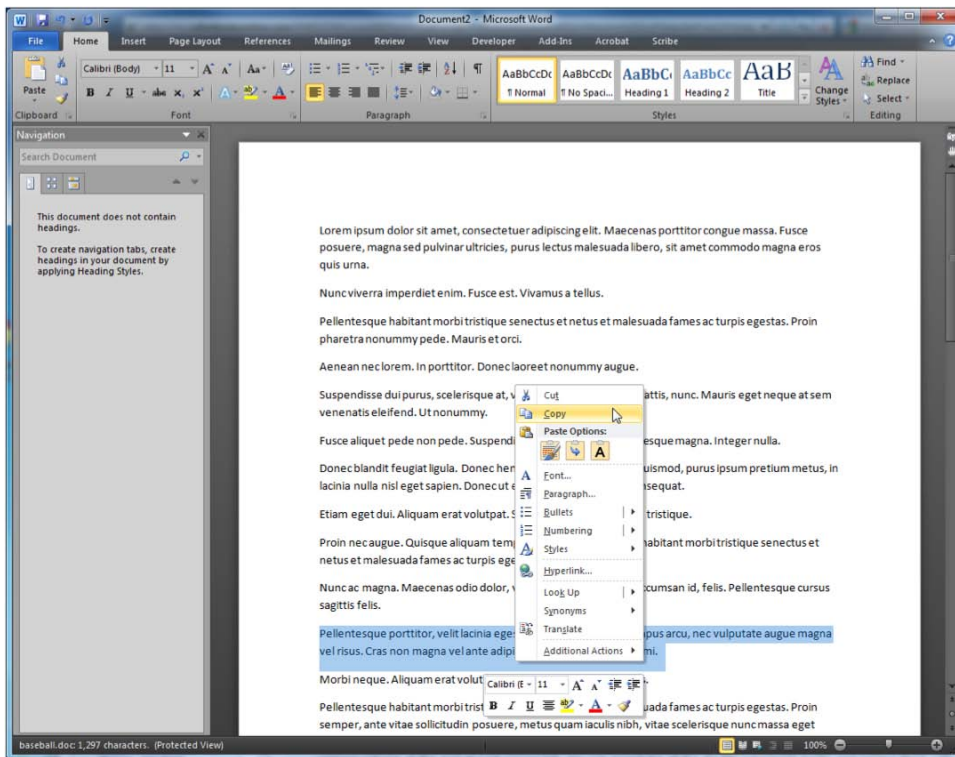 Document2 - Microsoft Word
File Home Insert Page Layout References Mailings Review View Developer Add-Ins Acrobat Scribe
Paste
Calibri (Body) 11 A A Aa
B I U abc x, x² A ab A
Find
Replace
Select
AaBbCcDc AaBbCcDc AaBbC AaBbCc AaB
¶ Normal ¶ No Spaci... Heading 1 Heading 2 Title
Change Styles
Clipboard Font Paragraph Styles Editing
Navigation
Search Document
This document does not contain
headings.
To create navigation tabs, create
headings in your document by
applying Heading Styles.
Lorem ipsum dolor sit amet, consectetuer adipiscing elit. Maecenas porttitor congue massa. Fusce
posuere, magna sed pulvinar ultricies, purus lectus malesuada libero, sit amet commodo magna eros
quis urna.
Nunc viverra imperdiet enim. Fusce est. Vivamus a tellus.
Pellentesque habitant morbi tristique senectus et netus et malesuada fames ac turpis egestas. Proin
pharetra nonummy pede. Mauris et orci.
Aenean nec lorem. In porttitor. Donec laoreet nonummy augue.
Suspendisse dui purus, scelerisque at, v attis, nunc. Mauris eget neque at sem
venenatis eleifend. Ut nonummy.
Fusce aliquet pede non pede. Suspendi esque magna. Integer nulla.
Donec blandit feugiat ligula. Donec hen uismod, purus ipsum pretium metus, in
lacinia nulla nisl eget sapien. Donec ut e nsequat.
Etiam eget dui. Aliquam erat volutpat. S tristique.
Proin nec augue. Quisque aliquam temp habitant morbi tristique senectus et
netus et malesuada fames ac turpis ege
Nunc ac magna. Maecenas odio dolor, v cumsan id, felis. Pellentesque cursus
sagittis felis.
Pellentesque porttitor, velit lacinia eges pus arcu, nec vulputate augue magna
vel risus. Cras non magna vel ante adipi mi.
Morbi neque. Aliquam erat volut
Pellentesque habitant morbi trist uada fames ac turpis egestas. Proin
semper, ante vitae sollicitudin posuere, metus quam iaculis nibh, vitae scelerisque nunc massa eget
Cut
Copy
Paste Options:
A
Font...
Paragraph...
Bullets
Numbering
Styles
Hyperlink...
Look Up
Synonyms
Translate
Additional Actions
Calibri (E 11 A A
B I U ab A
baseball.doc: 1,297 characters. (Protected View)
100%